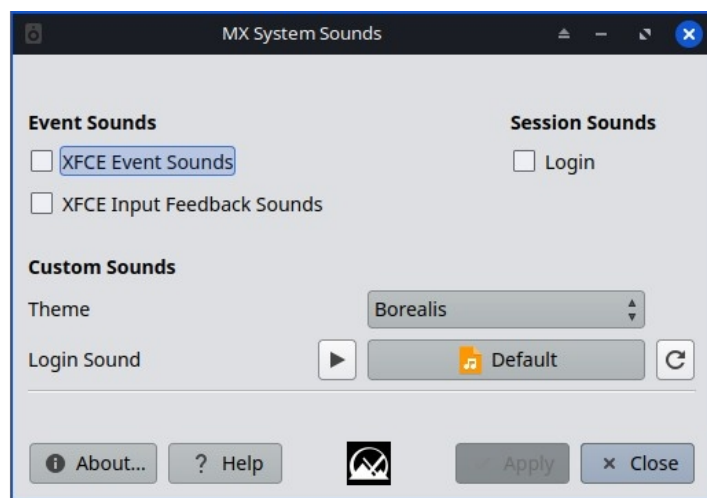 MX System Sounds
Event Sounds
Session Sounds
XFCE Event Sounds
Login
XFCE Input Feedback Sounds
Custom Sounds
Theme
Borealis
Login Sound
Default
About...
? Help
Apply
Close